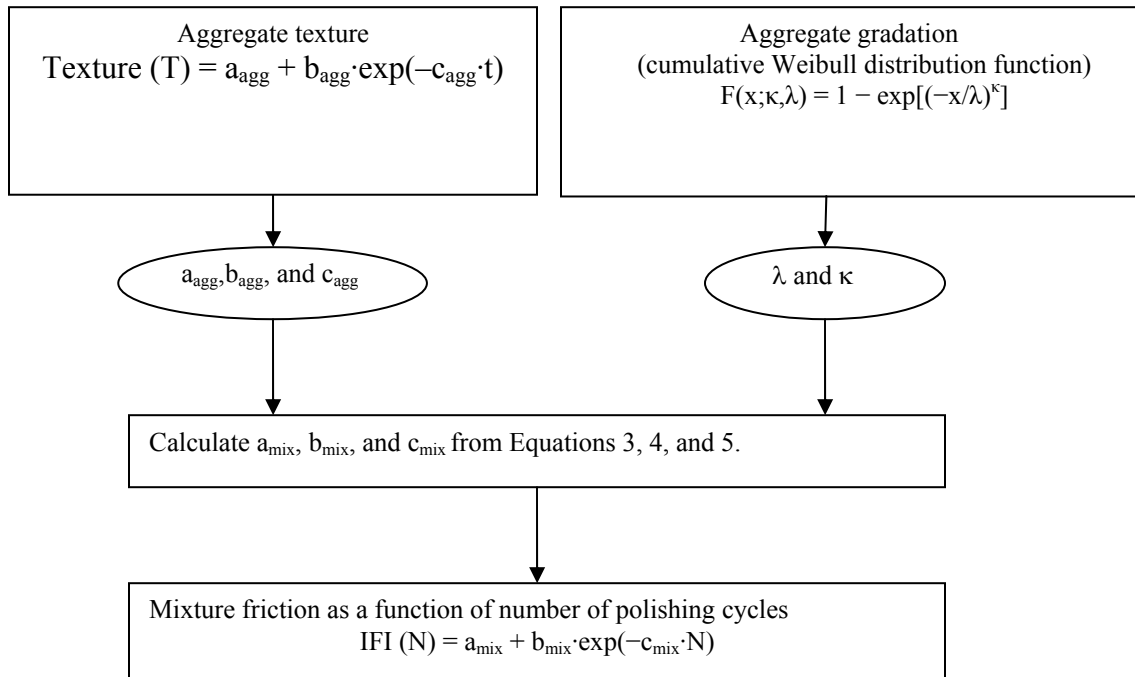 Aggregate texture
Texture (T) = a_agg + b_agg·exp(–c_agg·t)
Aggregate gradation
(cumulative Weibull distribution function)
F(x;κ,λ) = 1 − exp[(−x/λ)^κ]
a_agg,b_agg, and c_agg
λ and κ
Calculate a_mix, b_mix, and c_mix from Equations 3, 4, and 5.
Mixture friction as a function of number of polishing cycles
IFI (N) = a_mix + b_mix·exp(−c_mix·N)